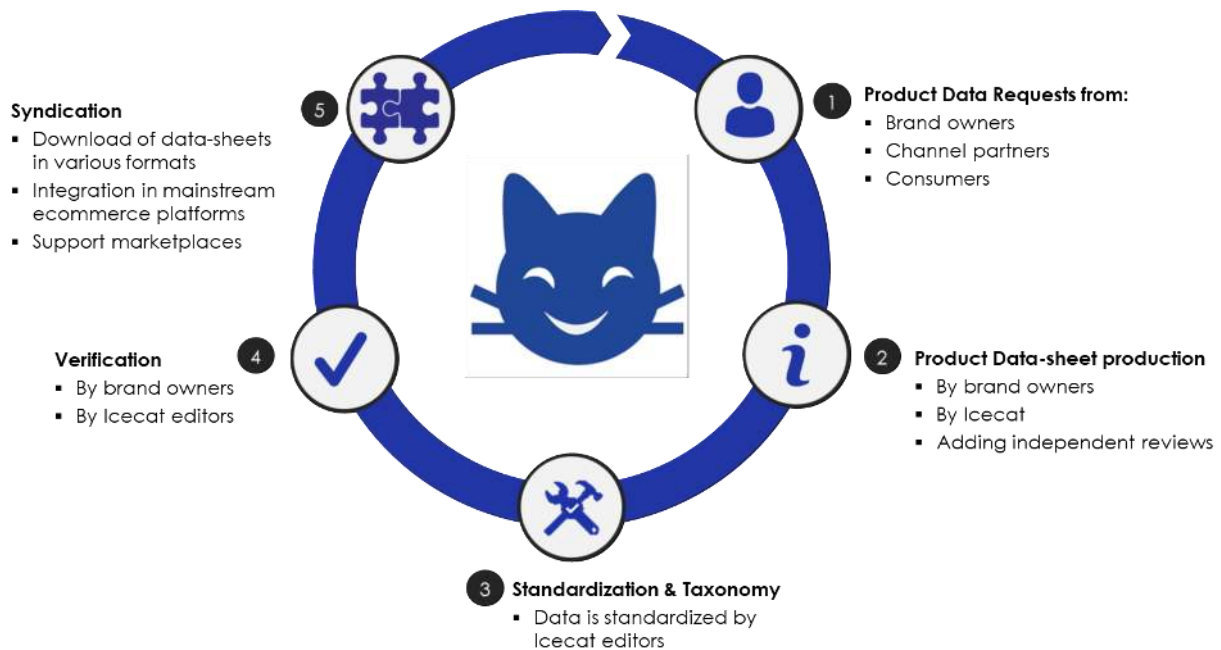 1 Product Data Requests from:
▪ Brand owners
▪ Channel partners
▪ Consumers
2 Product Data-sheet production
▪ By brand owners
▪ By Icecat
▪ Adding independent reviews
3 Standardization & Taxonomy
▪ Data is standardized by
Icecat editors
4 Verification
▪ By brand owners
▪ By Icecat editors
5 Syndication
▪ Download of data-sheets
in various formats
▪ Integration in mainstream
ecommerce platforms
▪ Support marketplaces